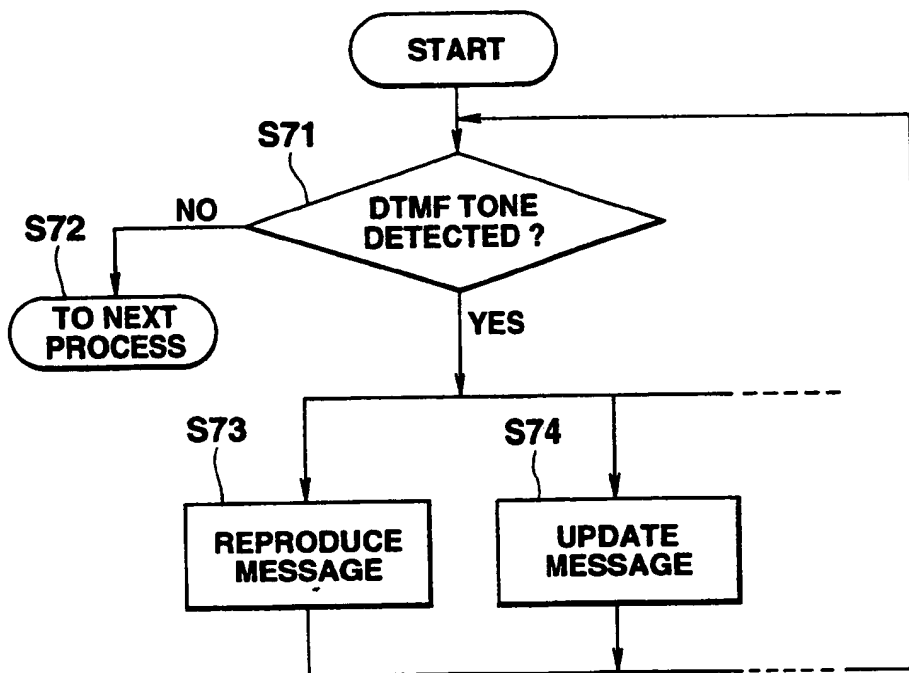 START
S71
DTMF TONE
DETECTED ?
NO
S72
TO NEXT
PROCESS
YES
S73
S74
REPRODUCE
MESSAGE
UPDATE
MESSAGE